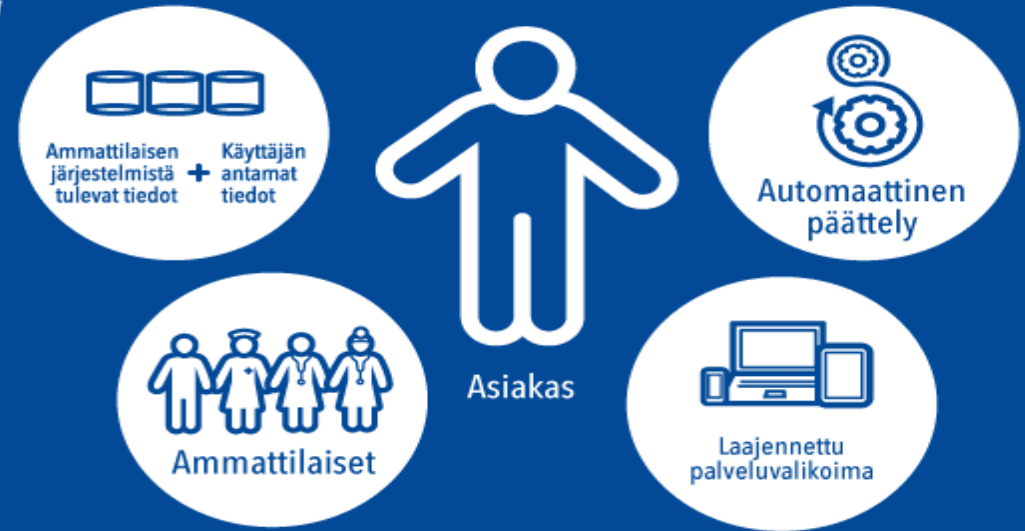 Ammattilaisen
järjestelmistä
tulevat tiedot
+
Käyttäjän
antamat
tiedot
Automaattinen
päättely
Ammattilaiset
Asiakas
Laajennettu
palveluvalikoima